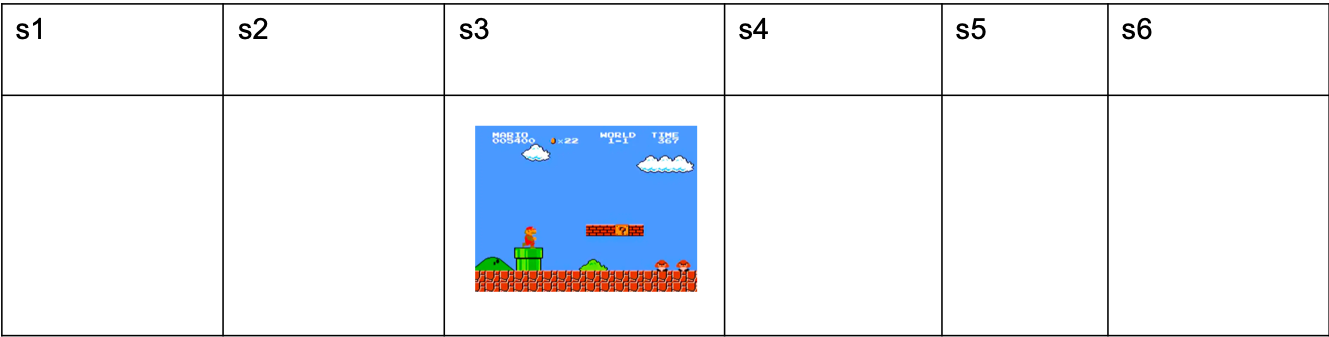 s1 s2 s3 s4 s5 s6
MARIO WORLD TIME
005400 ×22 1-1 367
?